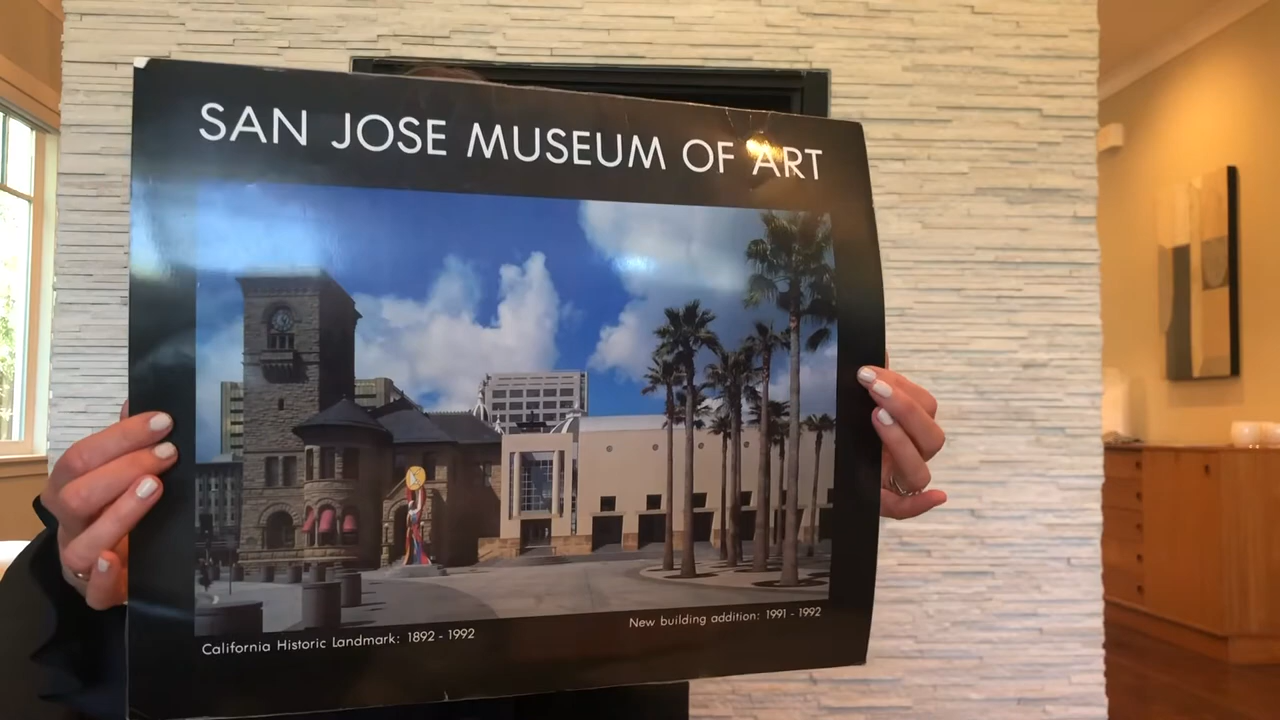 SAN JOSE MUSEUM OF ART
California Historic Landmark: 1892 - 1992
New building addition: 1991 - 1992